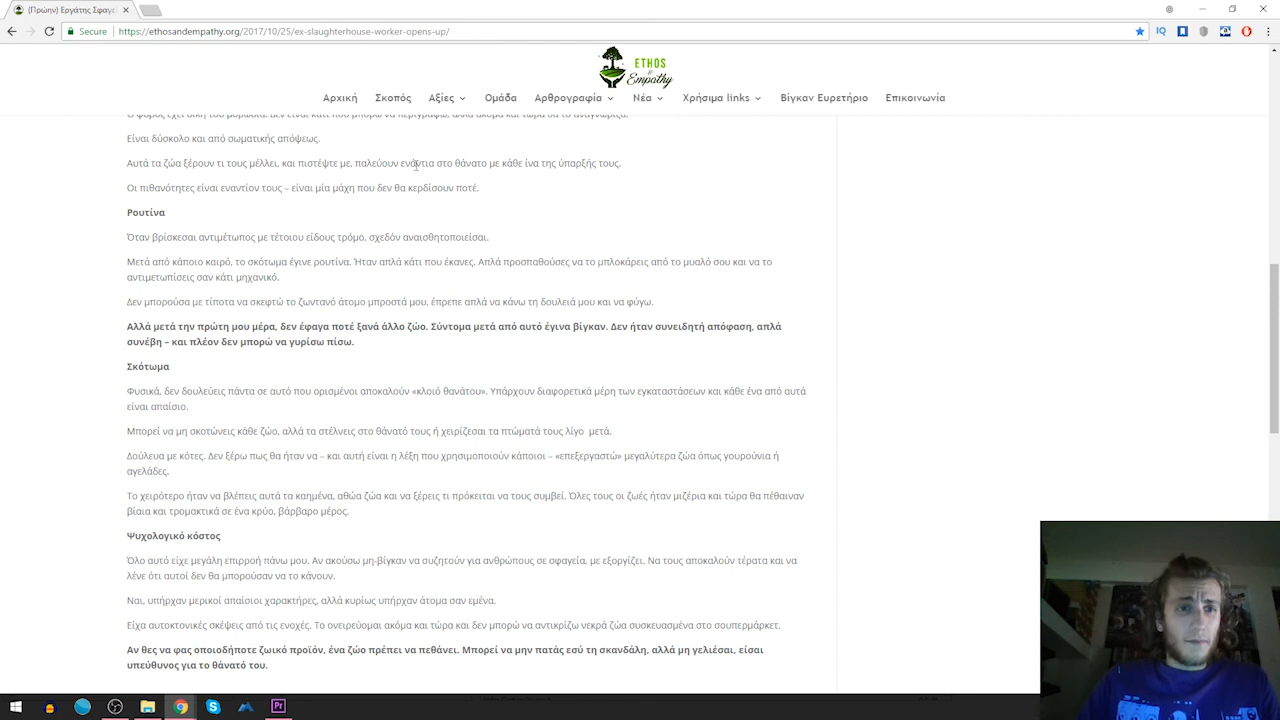 (Πρώην) Εργάτης Σφαγεί
Secure
https://ethosandempathy.org/2017/10/25/ex-slaughterhouse-worker-opens-up/
ETHOS
&
Empathy
Αρχική Σκοπός Αξίες Ομάδα Αρθρογραφία Νέα Χρήσιμα links Βίγκαν Ευρετήριο Επικοινωνία
Ο φόβος έχει δική του μυρωδιά. Δεν είναι κάτι που μπορώ να περιγράψω, αλλά ακόμα και τώρα θα το αναγνώριζα.
Είναι δύσκολο και από σωματικής απόψεως.
Αυτά τα ζώα ξέρουν τι τους μέλλει, και πιστέψτε με, παλεύουν ενάντια στο θάνατο με κάθε ίνα της ύπαρξής τους.
Οι πιθανότητες είναι εναντίον τους – είναι μία μάχη που δεν θα κερδίσουν ποτέ.
Ρουτίνα
Όταν βρίσκεσαι αντιμέτωπος με τέτοιου είδους τρόμο, σχεδόν αναισθητοποιείσαι.
Μετά από κάποιο καιρό, το σκότωμα έγινε ρουτίνα. Ήταν απλά κάτι που έκανες. Απλά προσπαθούσες να το μπλοκάρεις από το μυαλό σου και να το
αντιμετωπίσεις σαν κάτι μηχανικό.
Δεν μπορούσα με τίποτα να σκεφτώ το ζωντανό άτομο μπροστά μου, έπρεπε απλά να κάνω τη δουλειά μου και να φύγω.
Αλλά μετά την πρώτη μου μέρα, δεν έφαγα ποτέ ξανά άλλο ζώο. Σύντομα μετά από αυτό έγινα βίγκαν. Δεν ήταν συνειδητή απόφαση, απλά
συνέβη – και πλέον δεν μπορώ να γυρίσω πίσω.
Σκότωμα
Φυσικά, δεν δουλεύεις πάντα σε αυτό που ορισμένοι αποκαλούν «κλοιό θανάτου». Υπάρχουν διαφορετικά μέρη των εγκαταστάσεων και κάθε ένα από αυτά
είναι απαίσιο.
Μπορεί να μη σκοτώνεις κάθε ζώο, αλλά τα στέλνεις στο θάνατό τους ή χειρίζεσαι τα πτώματά τους λίγο μετά.
Δούλευα με κότες. Δεν ξέρω πως θα ήταν να – και αυτή είναι η λέξη που χρησιμοποιούν κάποιοι – «επεξεργαστώ» μεγαλύτερα ζώα όπως γουρούνια ή
αγελάδες.
Το χειρότερο ήταν να βλέπεις αυτά τα καημένα, αθώα ζώα και να ξέρεις τι πρόκειται να τους συμβεί. Όλες τους οι ζωές ήταν μιζέρια και τώρα θα πέθαιναν
βίαια και τρομακτικά σε ένα κρύο, βάρβαρο μέρος.
Ψυχολογικό κόστος
Όλο αυτό είχε μεγάλη επιρροή πάνω μου. Αν ακούσω μη-βίγκαν να συζητούν για ανθρώπους σε σφαγεία, με εξοργίζει. Να τους αποκαλούν τέρατα και να
λένε ότι αυτοί δεν θα μπορούσαν να το κάνουν.
Ναι, υπήρχαν μερικοί απαίσιοι χαρακτήρες, αλλά κυρίως υπήρχαν άτομα σαν εμένα.
Είχα αυτοκτονικές σκέψεις από τις ενοχές. Το ονειρεύομαι ακόμα και τώρα και δεν μπορώ να αντικρίζω νεκρά ζώα συσκευασμένα στο σουπερμάρκετ.
Αν θες να φας οποιοδήποτε ζωικό προϊόν, ένα ζώο πρέπει να πεθάνει. Μπορεί να μην πατάς εσύ τη σκανδάλη, αλλά μη γελιέσαι, είσαι
υπεύθυνος για το θάνατό του.